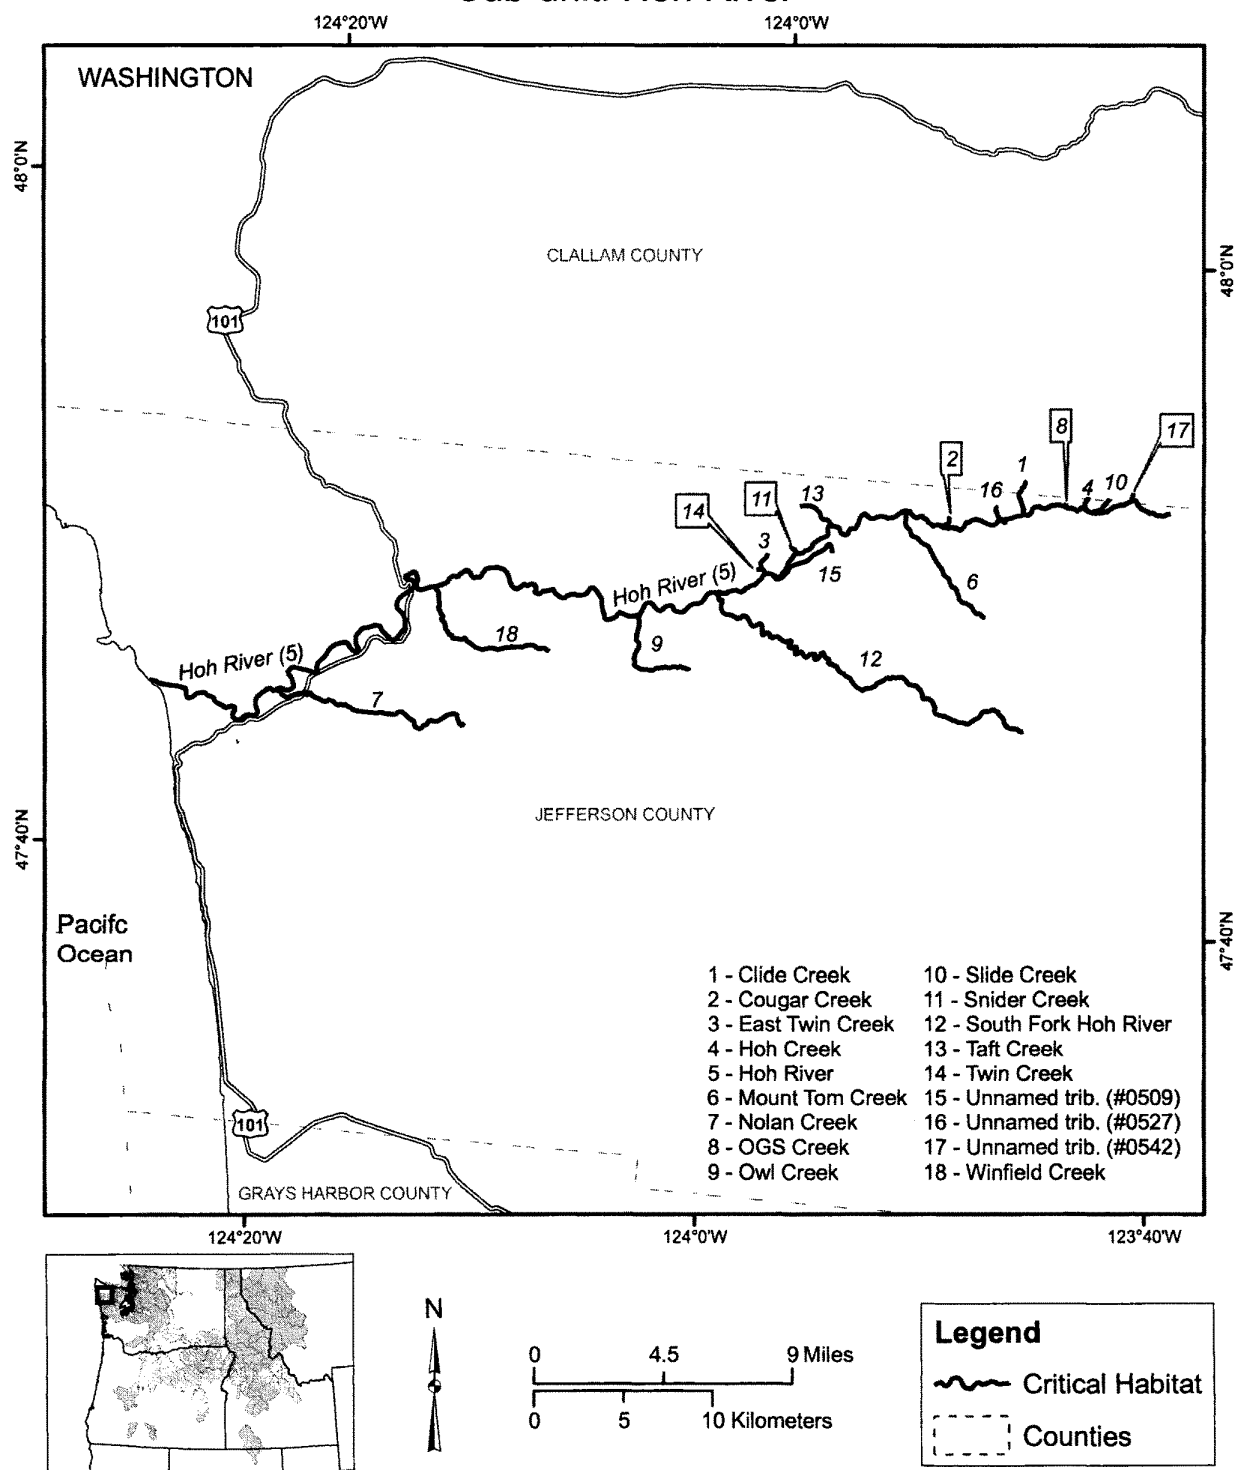 124°20'W
124°0'W
WASHINGTON
48°0'N
CLALLAM COUNTY
48°0'N
101
8
17
2
1
16
4
10
13
11
14
3
15
Hoh River (5)
6
18
9
12
Hoh River (5)
7
JEFFERSON COUNTY
47°40'N
47°40'N
Pacifc
Ocean
1 - Clide Creek
2 - Cougar Creek
3 - East Twin Creek
4 - Hoh Creek
5 - Hoh River
6 - Mount Tom Creek
7 - Nolan Creek
8 - OGS Creek
9 - Owl Creek
10 - Slide Creek
11 - Snider Creek
12 - South Fork Hoh River
13 - Taft Creek
14 - Twin Creek
15 - Unnamed trib. (#0509)
16 - Unnamed trib. (#0527)
17 - Unnamed trib. (#0542)
18 - Winfield Creek
101
GRAYS HARBOR COUNTY
124°20'W
124°0'W
123°40'W
N
0 4.5 9 Miles
0 5 10 Kilometers
Legend
Critical Habitat
Counties